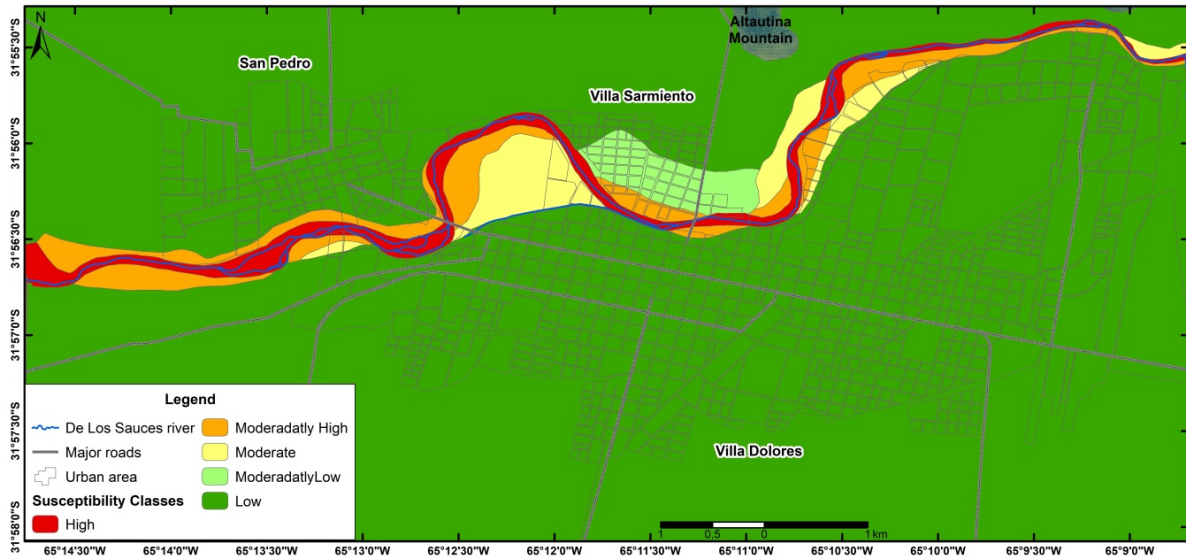 N
Altautina
Mountain
San Pedro
Villa Sarmiento
Villa Dolores
31°55'30"S
31°56'0"S
31°56'30"S
31°57'0"S
31°57'30"S
31°58'0"S
Legend
De Los Sauces river
Major roads
Urban area
Susceptibility Classes
High
Moderadatly High
Moderate
ModeradatlyLow
Low
1 0,5 0 1 km
65°14'30"W 65°14'0"W 65°13'30"W 65°13'0"W 65°12'30"W 65°12'0"W 65°11'30"W 65°11'0"W 65°10'30"W 65°10'0"W 65°9'30"W 65°9'0"W